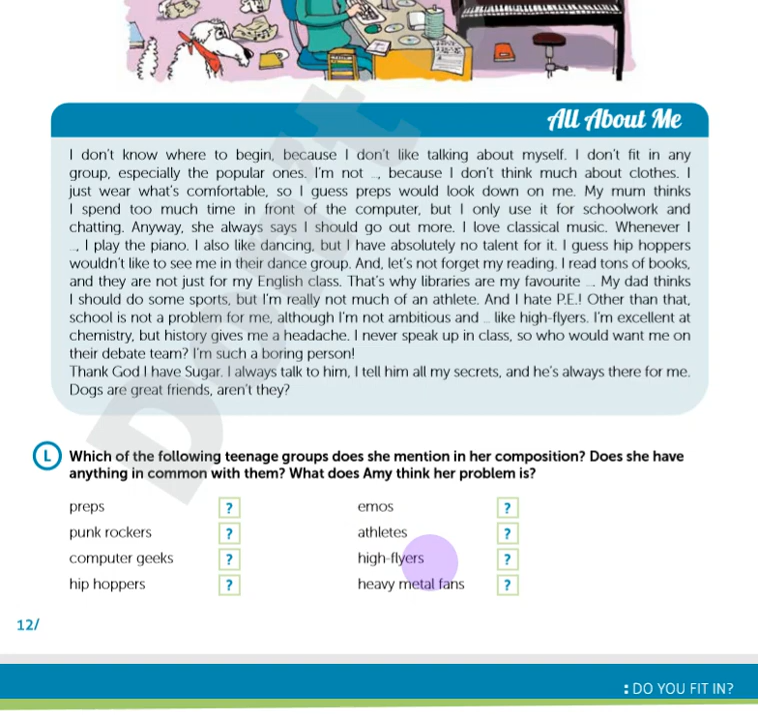 All About Me
I don't know where to begin, because I don't like talking about myself. I don't fit in any
group, especially the popular ones. I'm not ..., because I don't think much about clothes. I
just wear what's comfortable, so I guess preps would look down on me. My mum thinks
I spend too much time in front of the computer, but I only use it for schoolwork and
chatting. Anyway, she always says I should go out more. I love classical music. Whenever I
..., I play the piano. I also like dancing, but I have absolutely no talent for it. I guess hip hoppers
wouldn't like to see me in their dance group. And, let's not forget my reading. I read tons of books,
and they are not just for my English class. That's why libraries are my favourite ... My dad thinks
I should do some sports, but I'm really not much of an athlete. And I hate P.E.! Other than that,
school is not a problem for me, although I'm not ambitious and ... like high-flyers. I'm excellent at
chemistry, but history gives me a headache. I never speak up in class, so who would want me on
their debate team? I'm such a boring person!
Thank God I have Sugar. I always talk to him, I tell him all my secrets, and he's always there for me.
Dogs are great friends, aren't they?
L Which of the following teenage groups does she mention in her composition? Does she have
anything in common with them? What does Amy think her problem is?
preps ?
punk rockers ?
computer geeks ?
hip hoppers ?
emos ?
athletes ?
high-flyers ?
heavy metal fans ?
12/
: DO YOU FIT IN?